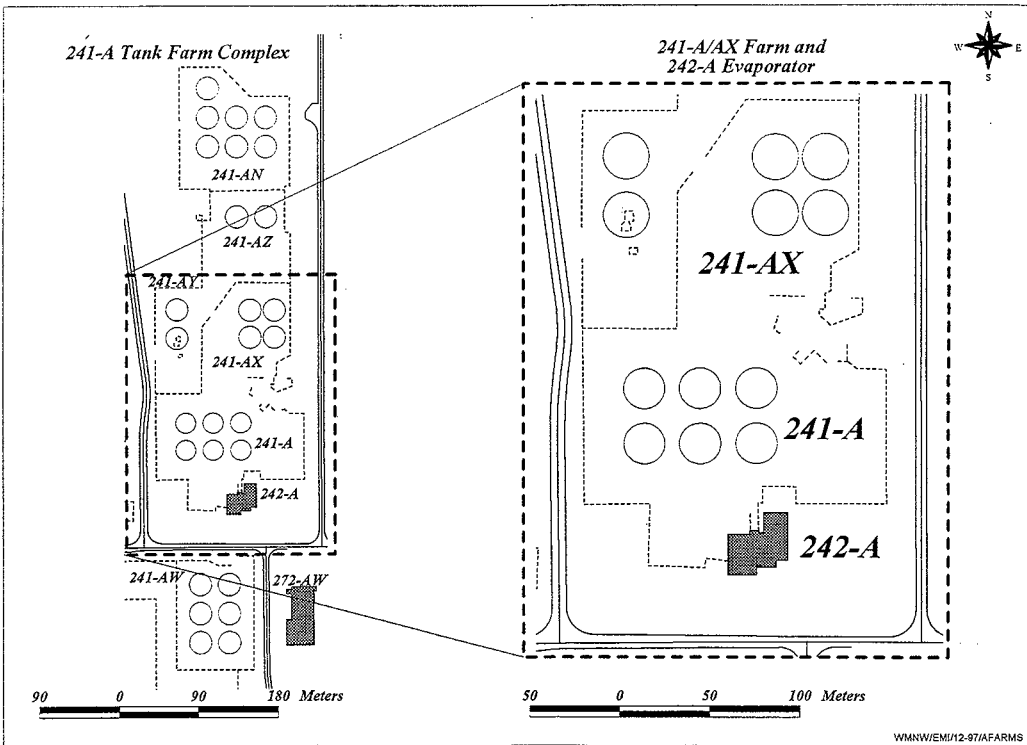 241-A Tank Farm Complex
241-AN
241-AZ
241-AY
241-AX
241-A
242-A
241-AW
272-AW
90 0 90 180 Meters
241-A/AX Farm and
242-A Evaporator
N
W E
S
241-AX
241-A
242-A
50 0 50 100 Meters
WMNW/EMI/12-97/AFARMS